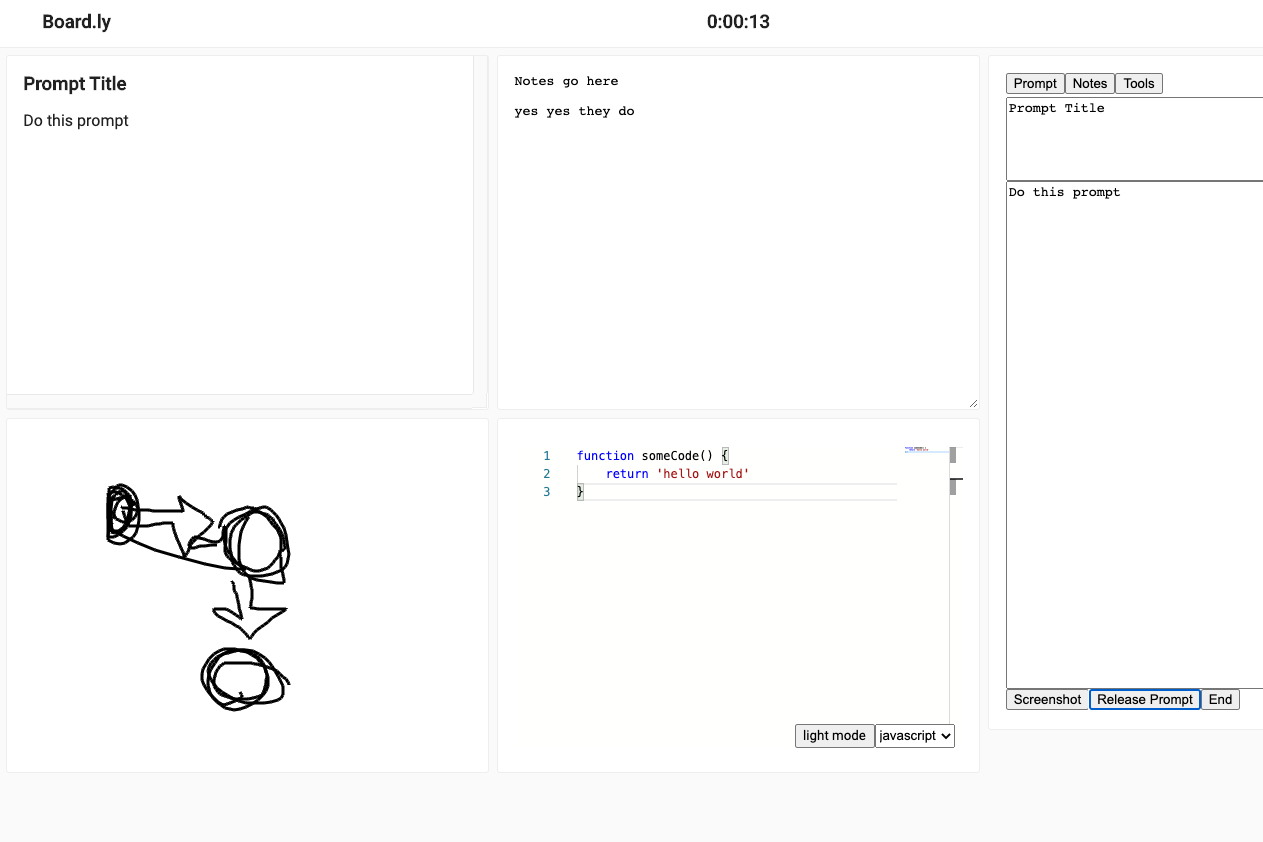 Board.ly
0:00:13
Prompt Title
Do this prompt
Notes go here
yes yes they do
Prompt Notes Tools
Prompt Title
Do this prompt
Screenshot Release Prompt End
1 function someCode() {
2 return 'hello world'
3 }
light mode javascript